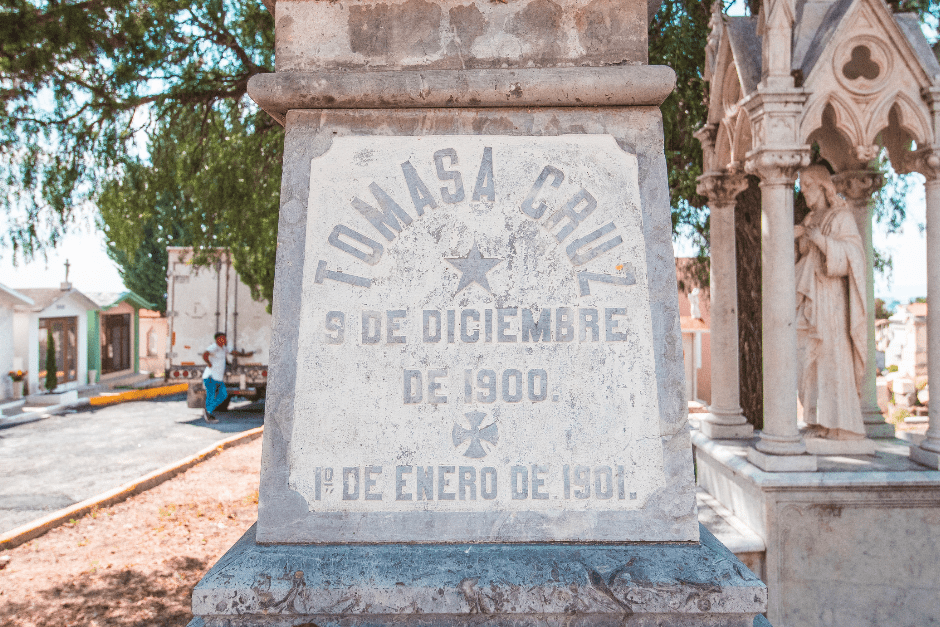 TOMASA CRUZ
9 DE DICIEMBRE
DE 1900.
1º DE ENERO DE 1901.